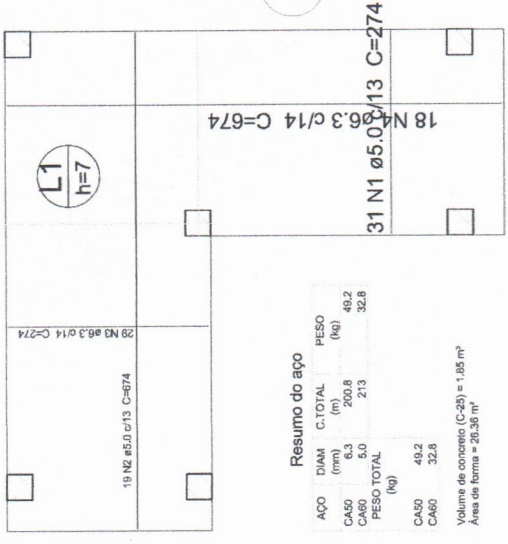 L1
h=7
31 N1 ø5.0 c/13 C=274
18 N4 ø6.3 c/14 C=674
29 N3 ø6.3 c/14 C=274
19 N2 ø5.0 c/13 C=674
Resumo do aço
AÇO DIAM C.TOTAL PESO
(mm) (m) (kg)
CA50 6.3 200.8 49.2
CA60 5.0 213 32.8
PESO TOTAL
(kg)
CA50 49.2
CA60 32.8
Volume de concreto (C-25) = 1.85 m³
Área de forma = 26.36 m²